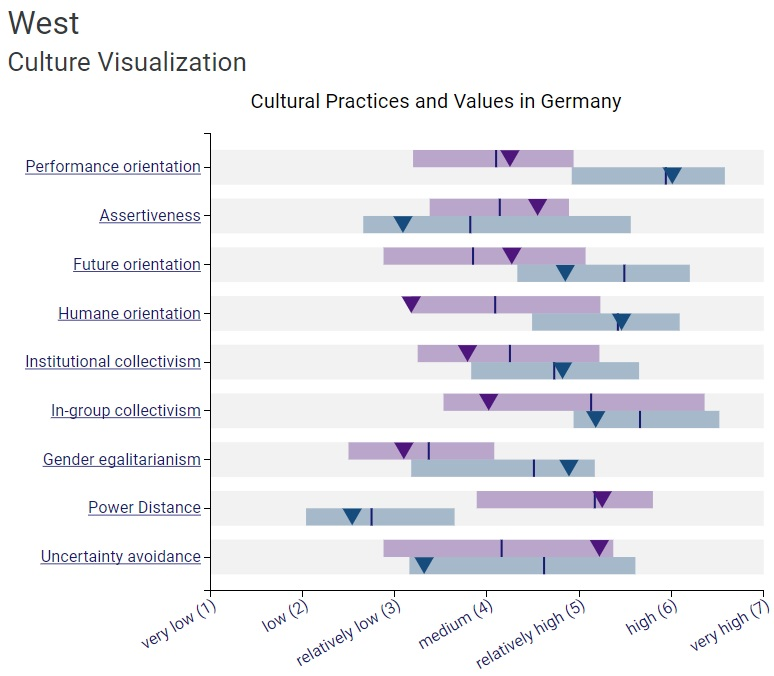 West
Culture Visualization
Cultural Practices and Values in Germany
Performance orientation
Assertiveness
Future orientation
Humane orientation
Institutional collectivism
In-group collectivism
Gender egalitarianism
Power Distance
Uncertainty avoidance
very low (1)
low (2)
relatively low (3)
medium (4)
relatively high (5)
high (6)
very high (7)